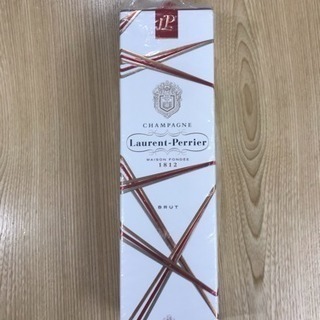 LP
CHAMPAGNE
Laurent-Perrier
MAISON FONDÉE
1812
BRUT